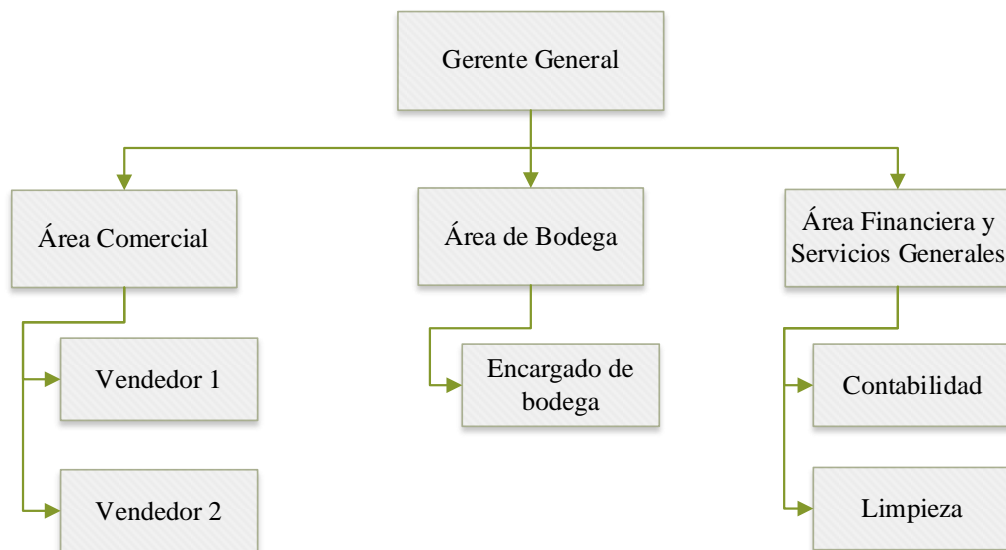 Gerente General
Área Comercial
Área de Bodega
Área Financiera y
Servicios Generales
Vendedor 1
Encargado de
bodega
Contabilidad
Vendedor 2
Limpieza